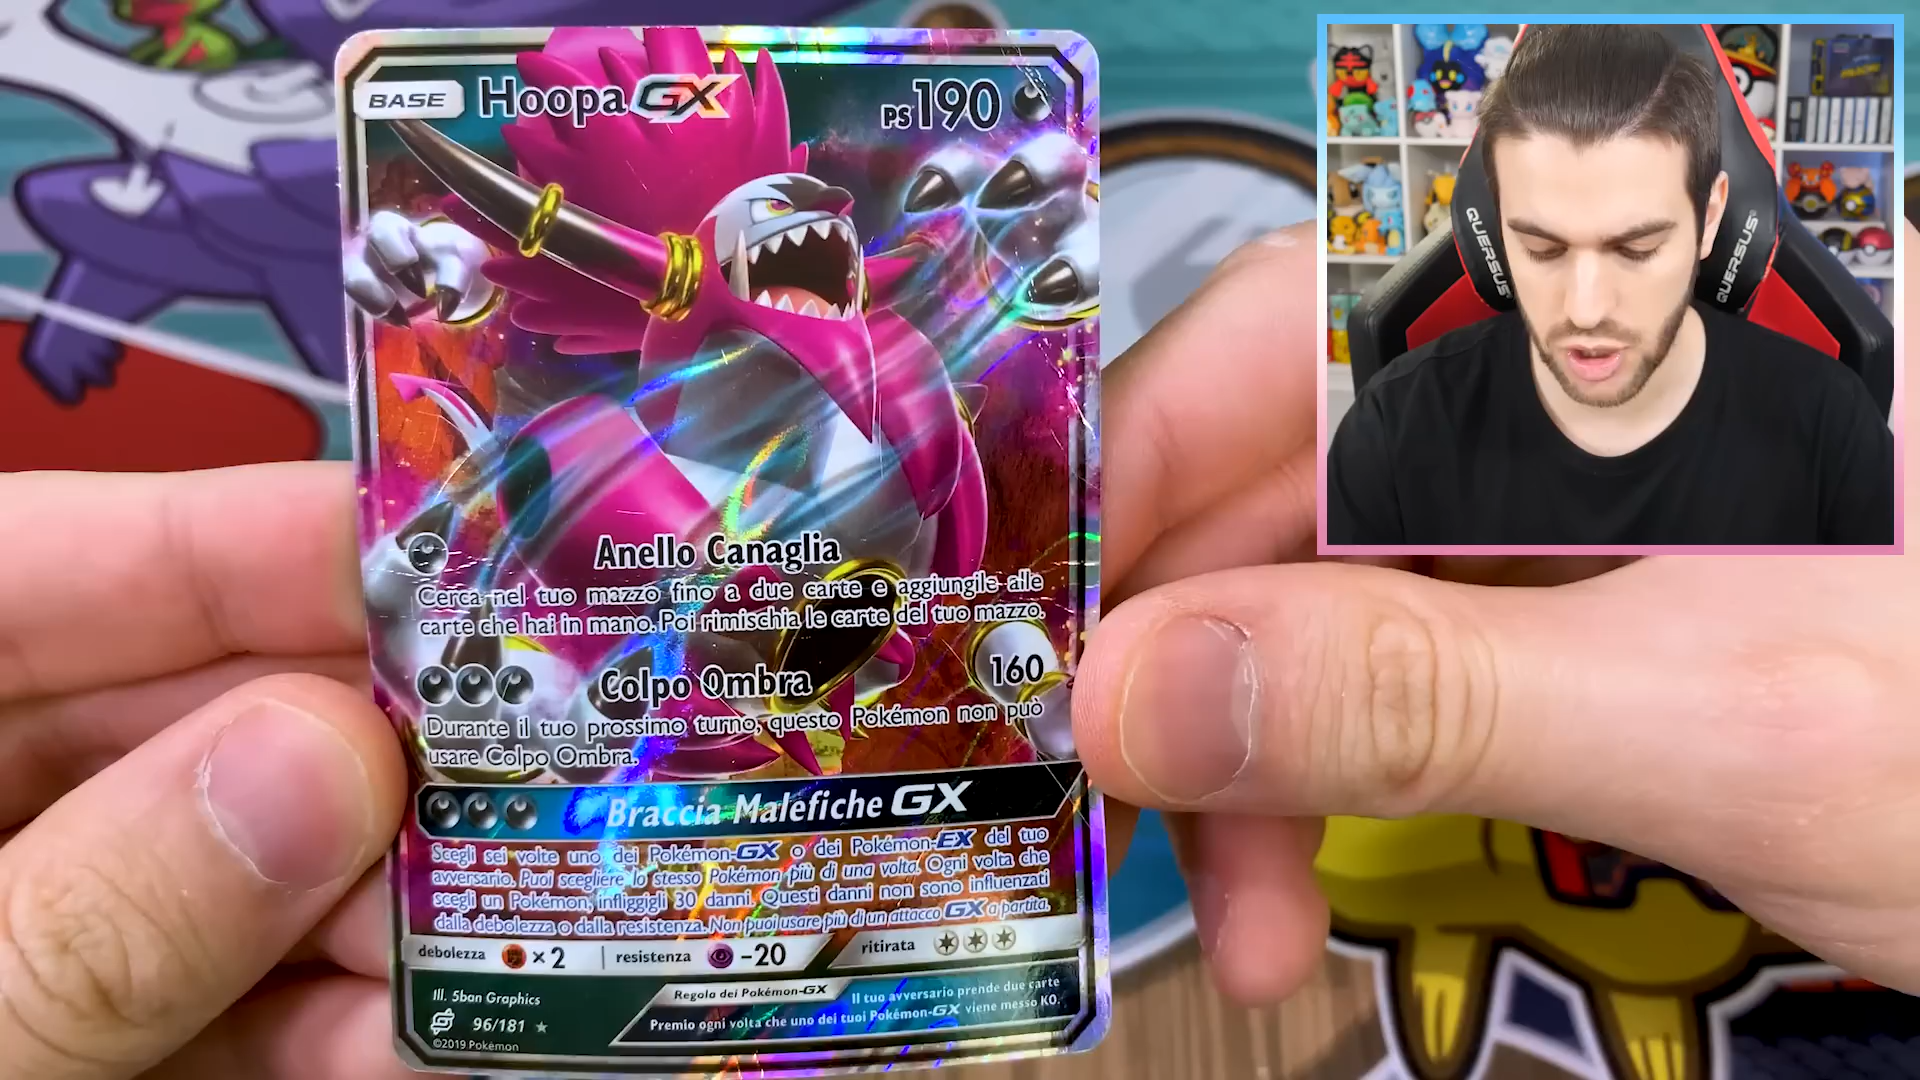 BASE Hoopa GX PS 190
Anello Canaglia
Cerca nel tuo mazzo fino a due carte e aggiungile alle
carte che hai in mano. Poi rimischia le carte del tuo mazzo.
Colpo Ombra 160
Durante il tuo prossimo turno, questo Pokémon non può
usare Colpo Ombra.
Braccia Malefiche GX
Scegli sei volte uno dei Pokémon-GX o dei Pokémon-EX del tuo
avversario. Puoi scegliere lo stesso Pokémon più di una volta. Ogni volta che
scegli un Pokémon, infliggigli 30 danni. Questi danni non sono influenzati
dalla debolezza o dalla resistenza. Non puoi usare più di un attacco GX a partita.
debolezza ×2 resistenza -20 ritirata
Ill. 5ban Graphics
96/181
©2019 Pokémon
Regola dei Pokémon-GX Il tuo avversario prende due carte
Premio ogni volta che uno dei tuoi Pokémon-GX viene messo KO.
QUERSUS
QUERSUS